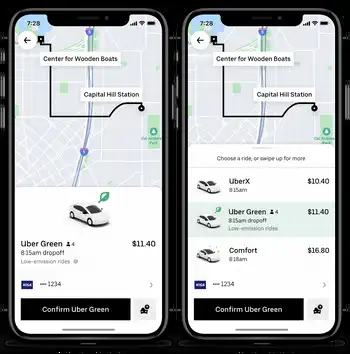 7:28
Center for Wooden Boats
Capital Hill Station
5
Uber Green 4 $11.40
8:15am dropoff
Low-emission rides
VISA •••• 1234
Confirm Uber Green
7:28
Center for Wooden Boats
Capital Hill Station
5
Choose a ride, or swipe up for more
UberX $10.40
8:15am
Uber Green 4 $11.40
8:15am dropoff
Low-emission rides
Comfort $16.80
8:18am
VISA •••• 1234
Confirm Uber Green